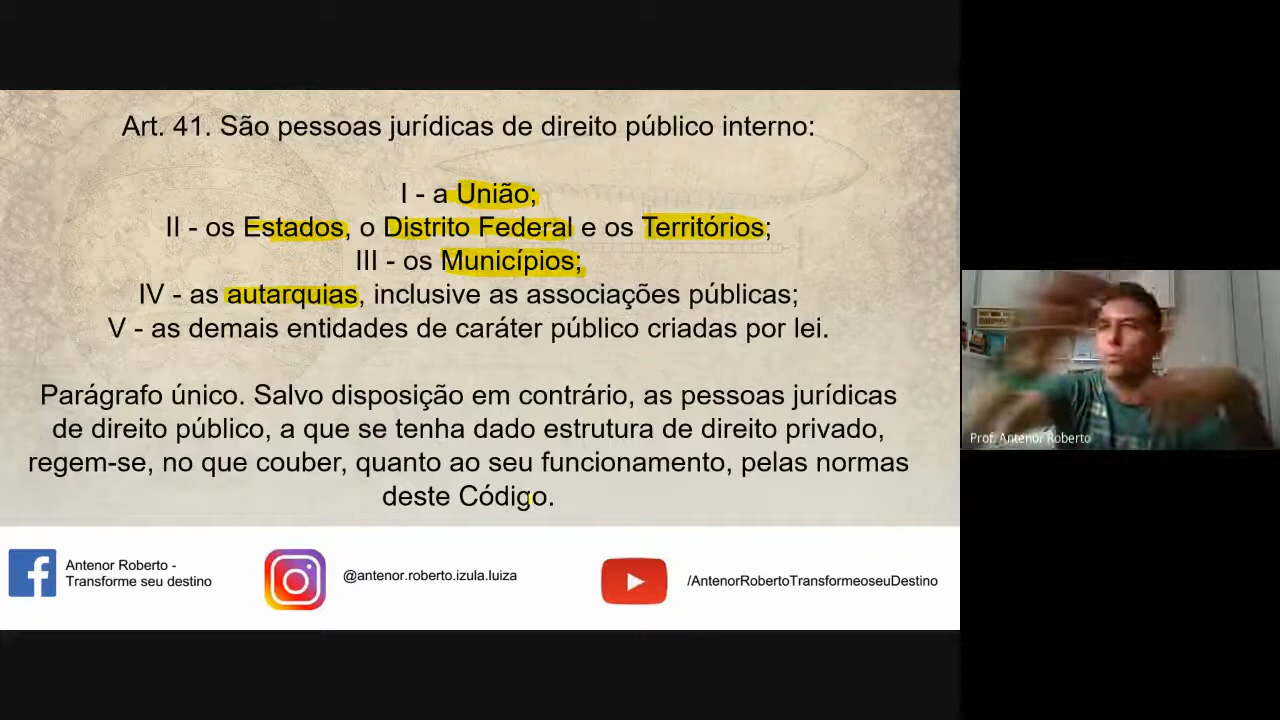 Art. 41. São pessoas jurídicas de direito público interno:
I - a União;
II - os Estados, o Distrito Federal e os Territórios;
III - os Municípios;
IV - as autarquias, inclusive as associações públicas;
V - as demais entidades de caráter público criadas por lei.
Parágrafo único. Salvo disposição em contrário, as pessoas jurídicas
de direito público, a que se tenha dado estrutura de direito privado,
regem-se, no que couber, quanto ao seu funcionamento, pelas normas
deste Código.
Prof. Antenor Roberto
Antenor Roberto -
Transforme seu destino
@antenor.roberto.izula.luiza
/AntenorRobertoTransformeoseuDestino